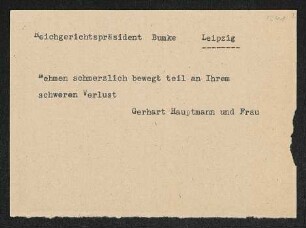 Reichgerichtspräsident Bumke Leipzig
Nehmen schmerzlich bewegt teil an Ihrem
schweren Verlust
Gerhart Hauptmann und Frau